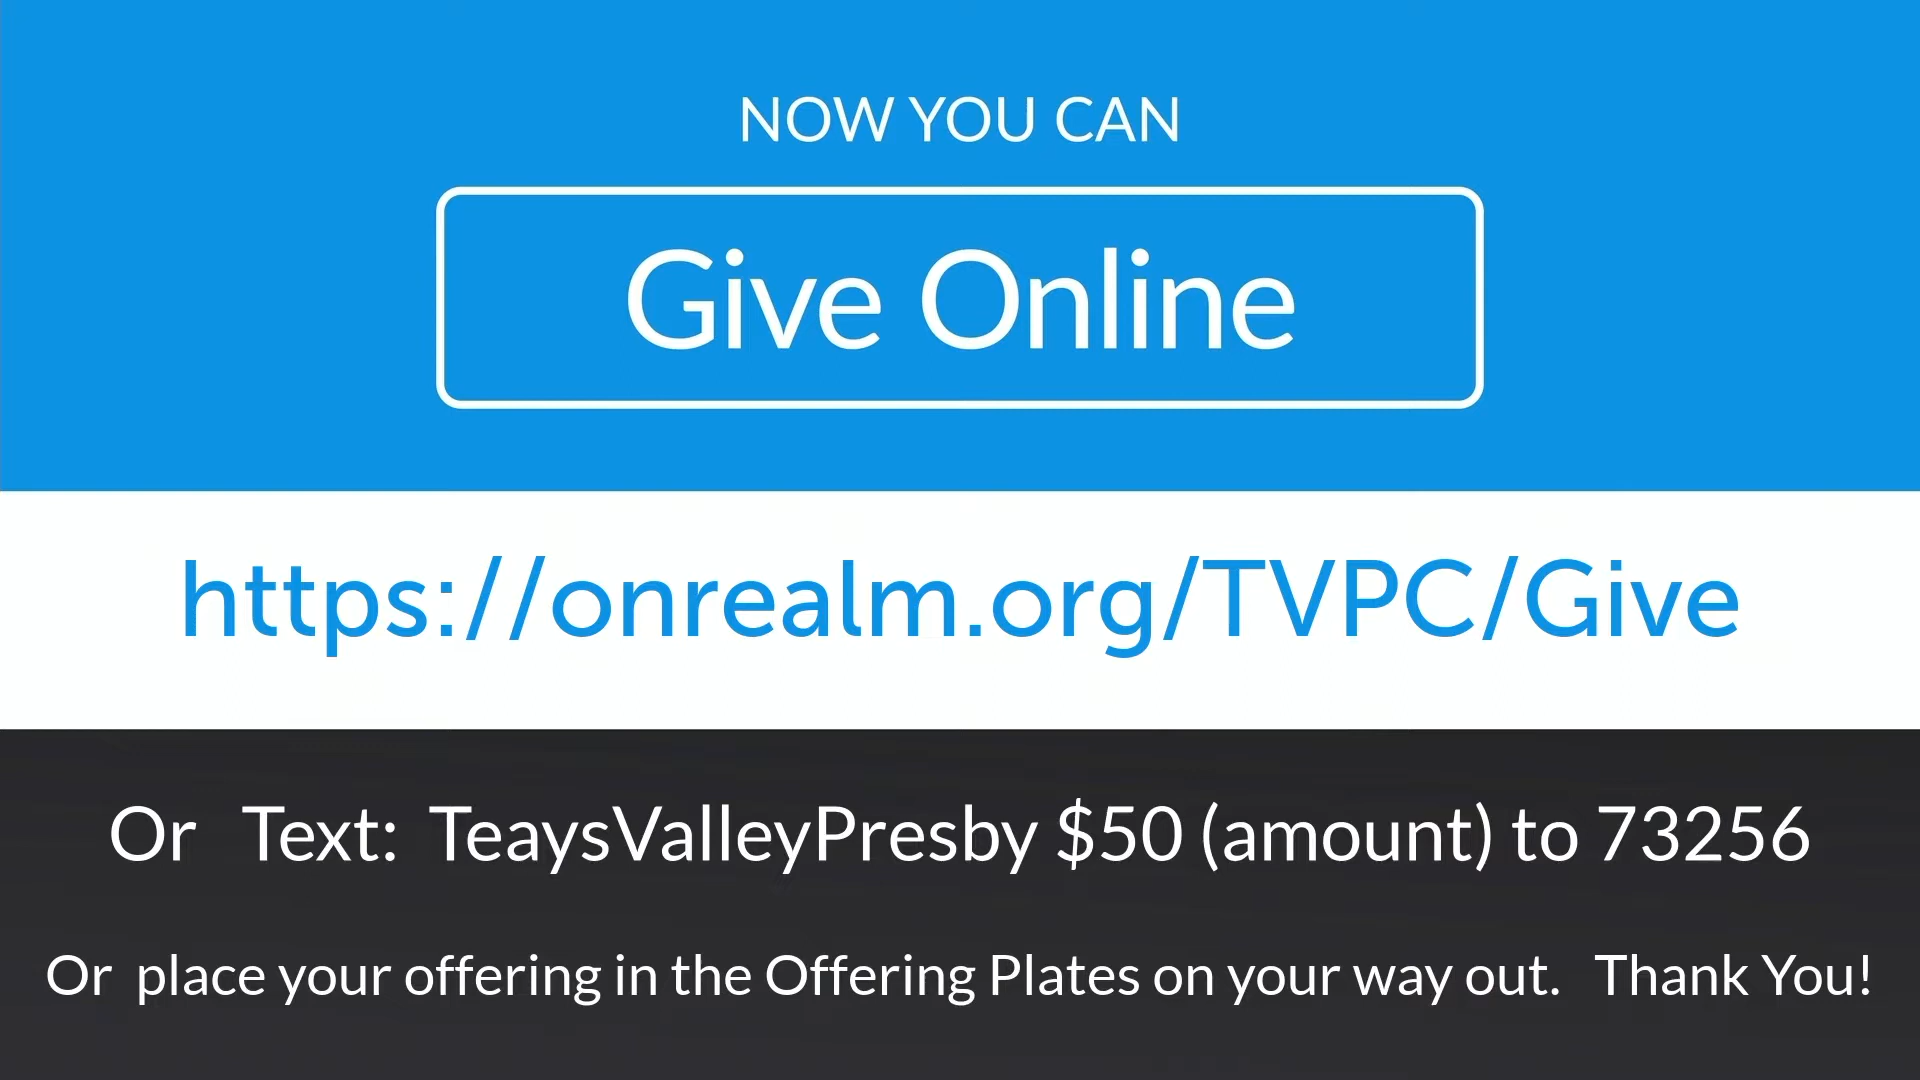 NOW YOU CAN
Give Online
https://onrealm.org/TVPC/Give
Or Text: TeaysValleyPresby $50 (amount) to 73256
Or place your offering in the Offering Plates on your way out. Thank You!